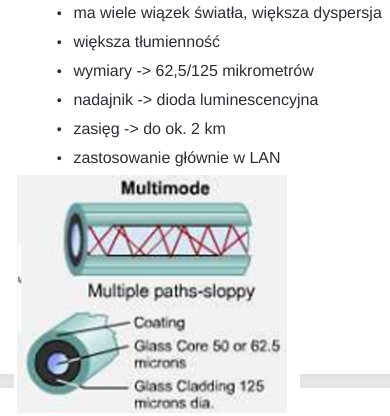 • ma wiele wiązek światła, większa dyspersja
• większa tłumienność
• wymiary -> 62,5/125 mikrometrów
• nadajnik -> dioda luminescencyjna
• zasięg -> do ok. 2 km
• zastosowanie głównie w LAN
Multimode
Multiple paths-sloppy
Coating
Glass Core 50 or 62.5
microns
Glass Cladding 125
microns dia.